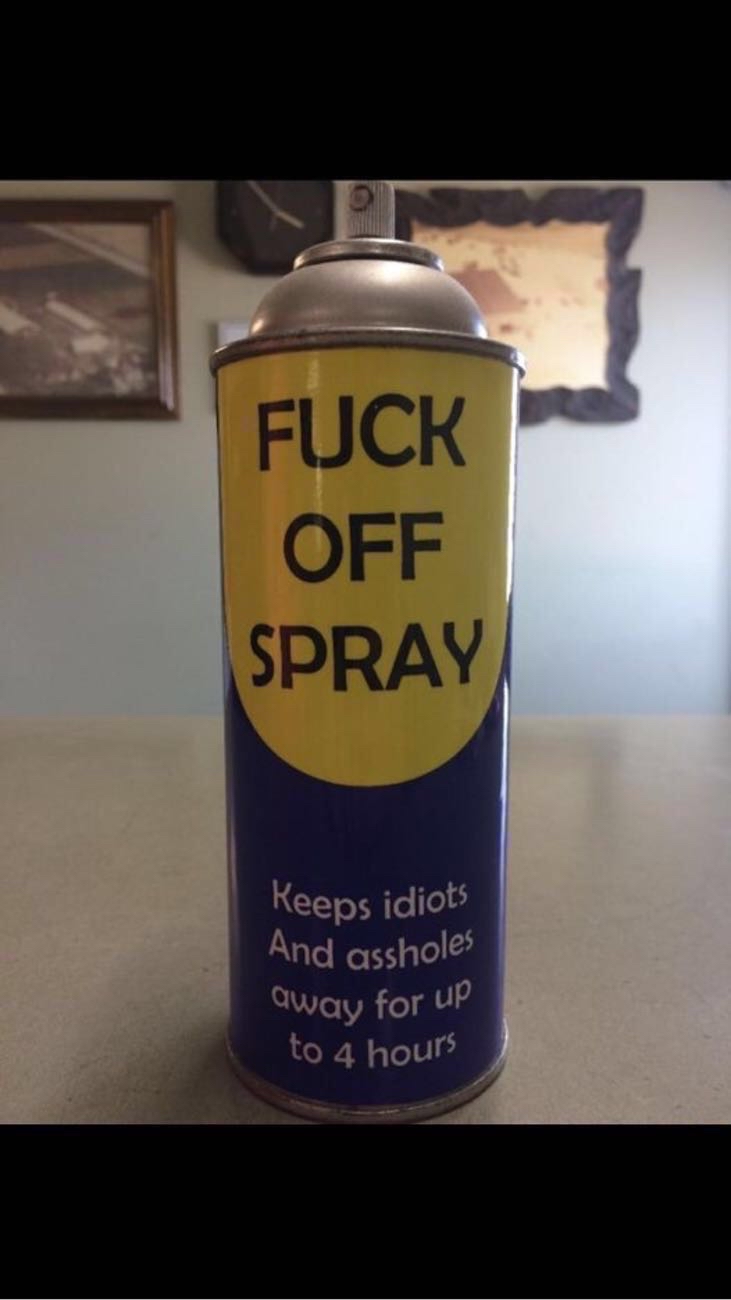 FUCK
OFF
SPRAY
Keeps idiots
And assholes
away for up
to 4 hours